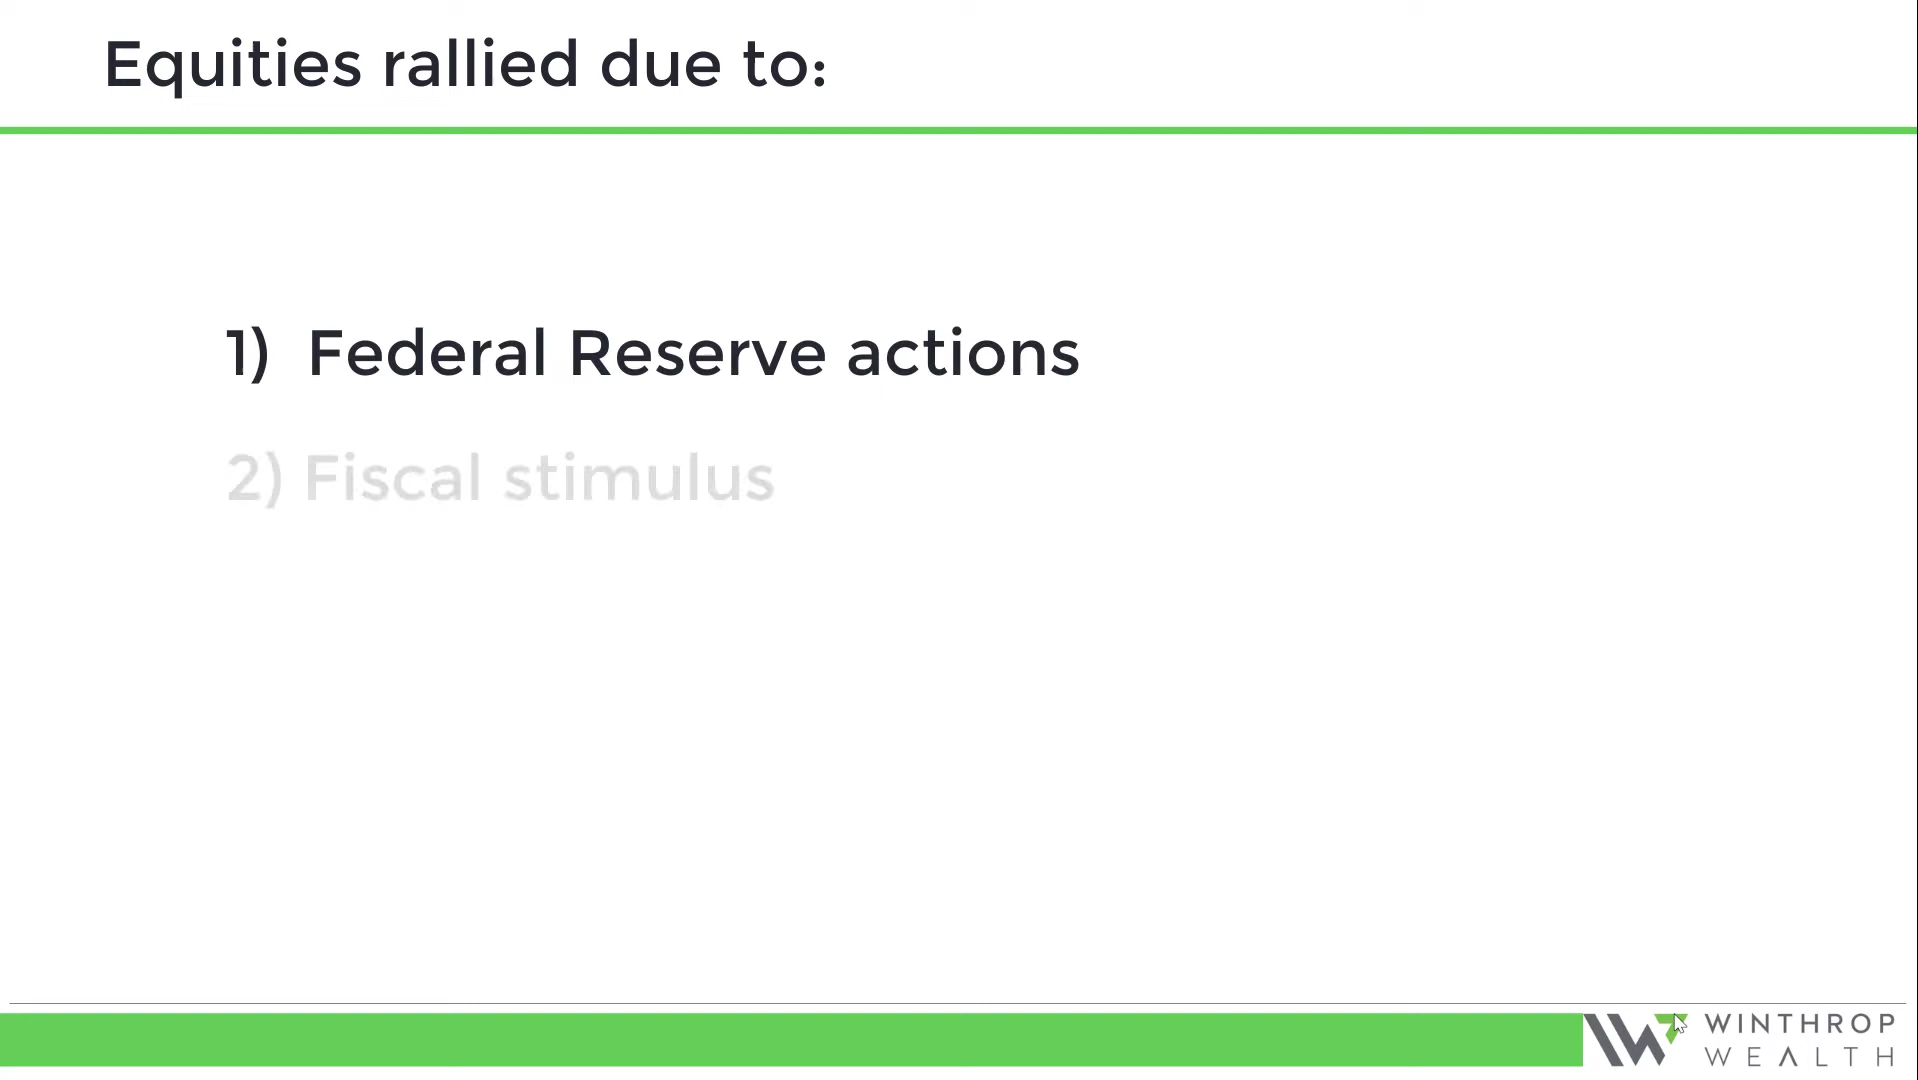 Equities rallied due to:
1) Federal Reserve actions
2) Fiscal stimulus
WINTHROP
WEALTH